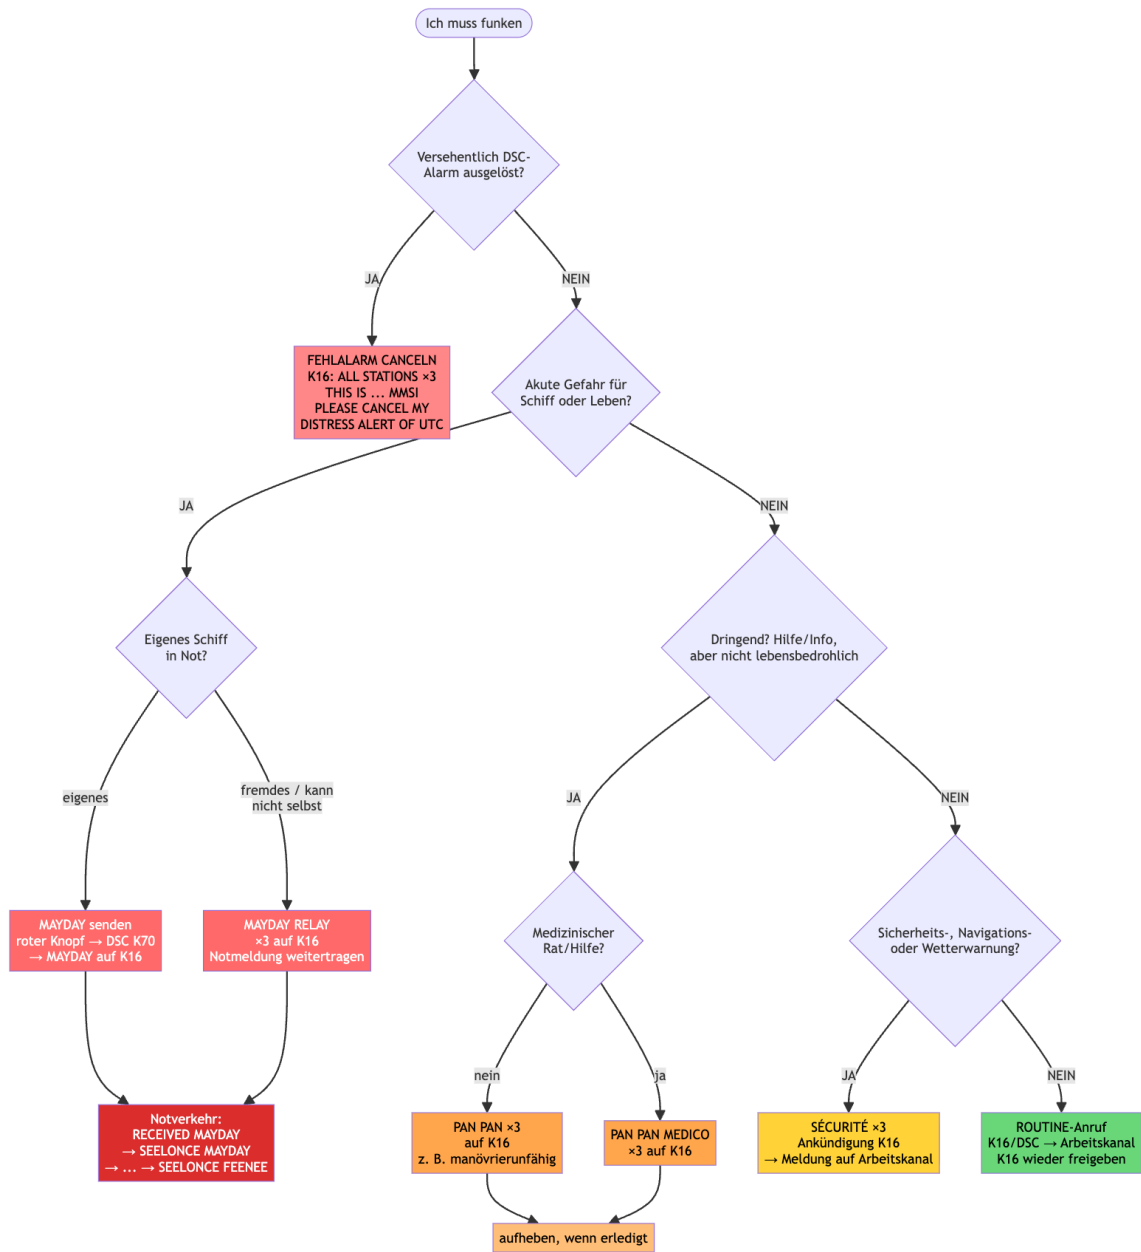 Ich muss funken
Versehentlich DSC-
Alarm ausgelöst?
JA
NEIN
FEHLALARM CANCELN
K16: ALL STATIONS ×3
THIS IS ... MMSI
PLEASE CANCEL MY
DISTRESS ALERT OF UTC
Akute Gefahr für
Schiff oder Leben?
JA
NEIN
Eigenes Schiff
in Not?
Dringend? Hilfe/Info,
aber nicht lebensbedrohlich
eigenes
fremdes / kann
nicht selbst
JA
NEIN
MAYDAY senden
roter Knopf → DSC K70
→ MAYDAY auf K16
MAYDAY RELAY
×3 auf K16
Notmeldung weitertragen
Medizinischer
Rat/Hilfe?
Sicherheits-, Navigations-
oder Wetterwarnung?
nein
ja
JA
NEIN
Notverkehr:
RECEIVED MAYDAY
→ SEELONCE MAYDAY
→ ... → SEELONCE FEENEE
PAN PAN ×3
auf K16
z. B. manövrierunfähig
PAN PAN MEDICO
×3 auf K16
SÉCURITÉ ×3
Ankündigung K16
→ Meldung auf Arbeitskanal
ROUTINE-Anruf
K16/DSC → Arbeitskanal
K16 wieder freigeben
aufheben, wenn erledigt